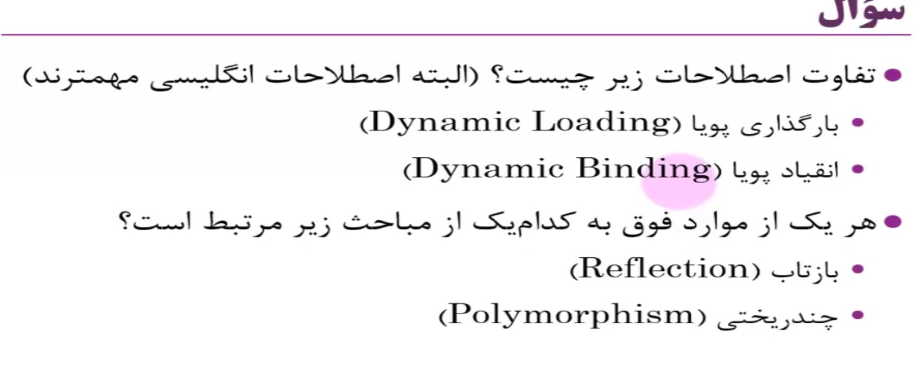 سؤال
تفاوت اصطلاحات زیر چیست؟ (البته اصطلاحات انگلیسی مهمترند)
بارگذاری پویا (Dynamic Loading)
انقیاد پویا (Dynamic Binding)
هر یک از موارد فوق به کدام‌یک از مباحث زیر مرتبط است؟
بازتاب (Reflection)
چندریختی (Polymorphism)